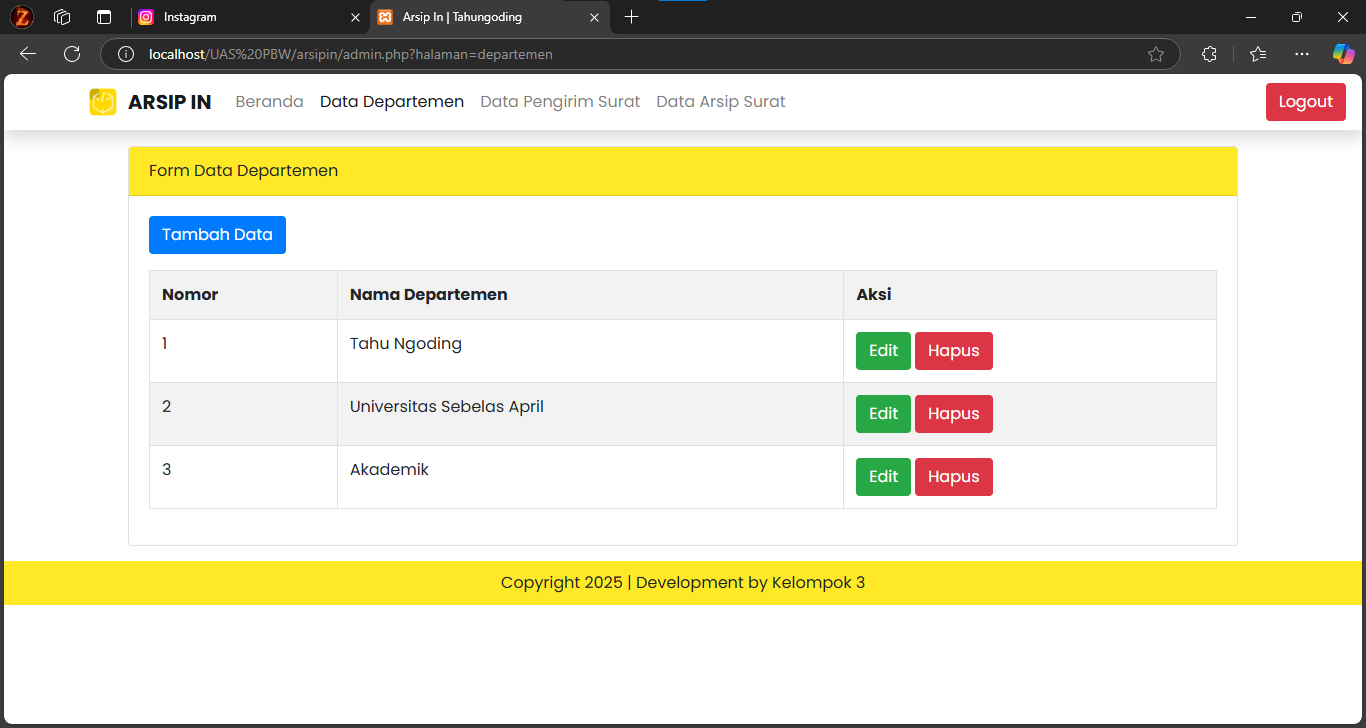 Instagram
Arsip In | Tahungoding
localhost/UAS%20PBW/arsipin/admin.php?halaman=departemen
ARSIP IN Beranda Data Departemen Data Pengirim Surat Data Arsip Surat Logout
Form Data Departemen
Tambah Data
Nomor Nama Departemen Aksi
1 Tahu Ngoding Edit Hapus
2 Universitas Sebelas April Edit Hapus
3 Akademik Edit Hapus
Copyright 2025 | Development by Kelompok 3